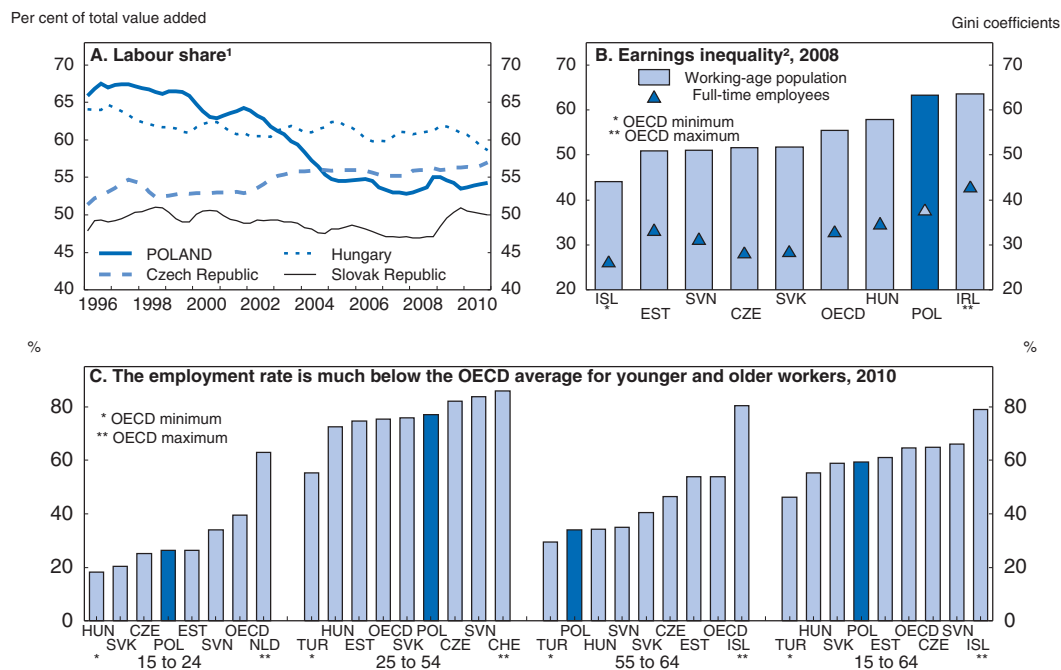 Per cent of total value added
Gini coefficients
A. Labour share¹
70 70
65 65
60 60
55 55
50 50
45 45
40 40
POLAND
Hungary
Czech Republic
Slovak Republic
1996 1998 2000 2002 2004 2006 2008 2010
B. Earnings inequality², 2008
Working-age population
Full-time employees
* OECD minimum
** OECD maximum
70 70
60 60
50 50
40 40
30 30
20 20
ISL SVN SVK HUN IRL
* EST CZE OECD POL **
% %
C. The employment rate is much below the OECD average for younger and older workers, 2010
* OECD minimum
** OECD maximum
80 80
60 60
40 40
20 20
0 0
HUN CZE EST OECD HUN OECD POL SVN POL SVN CZE OECD HUN POL OECD SVN
SVK POL SVN NLD TUR EST SVK CZE CHE TUR HUN SVK EST ISL TUR SVK EST CZE ISL
* ** * ** * ** * **
15 to 24 25 to 54 55 to 64 15 to 64